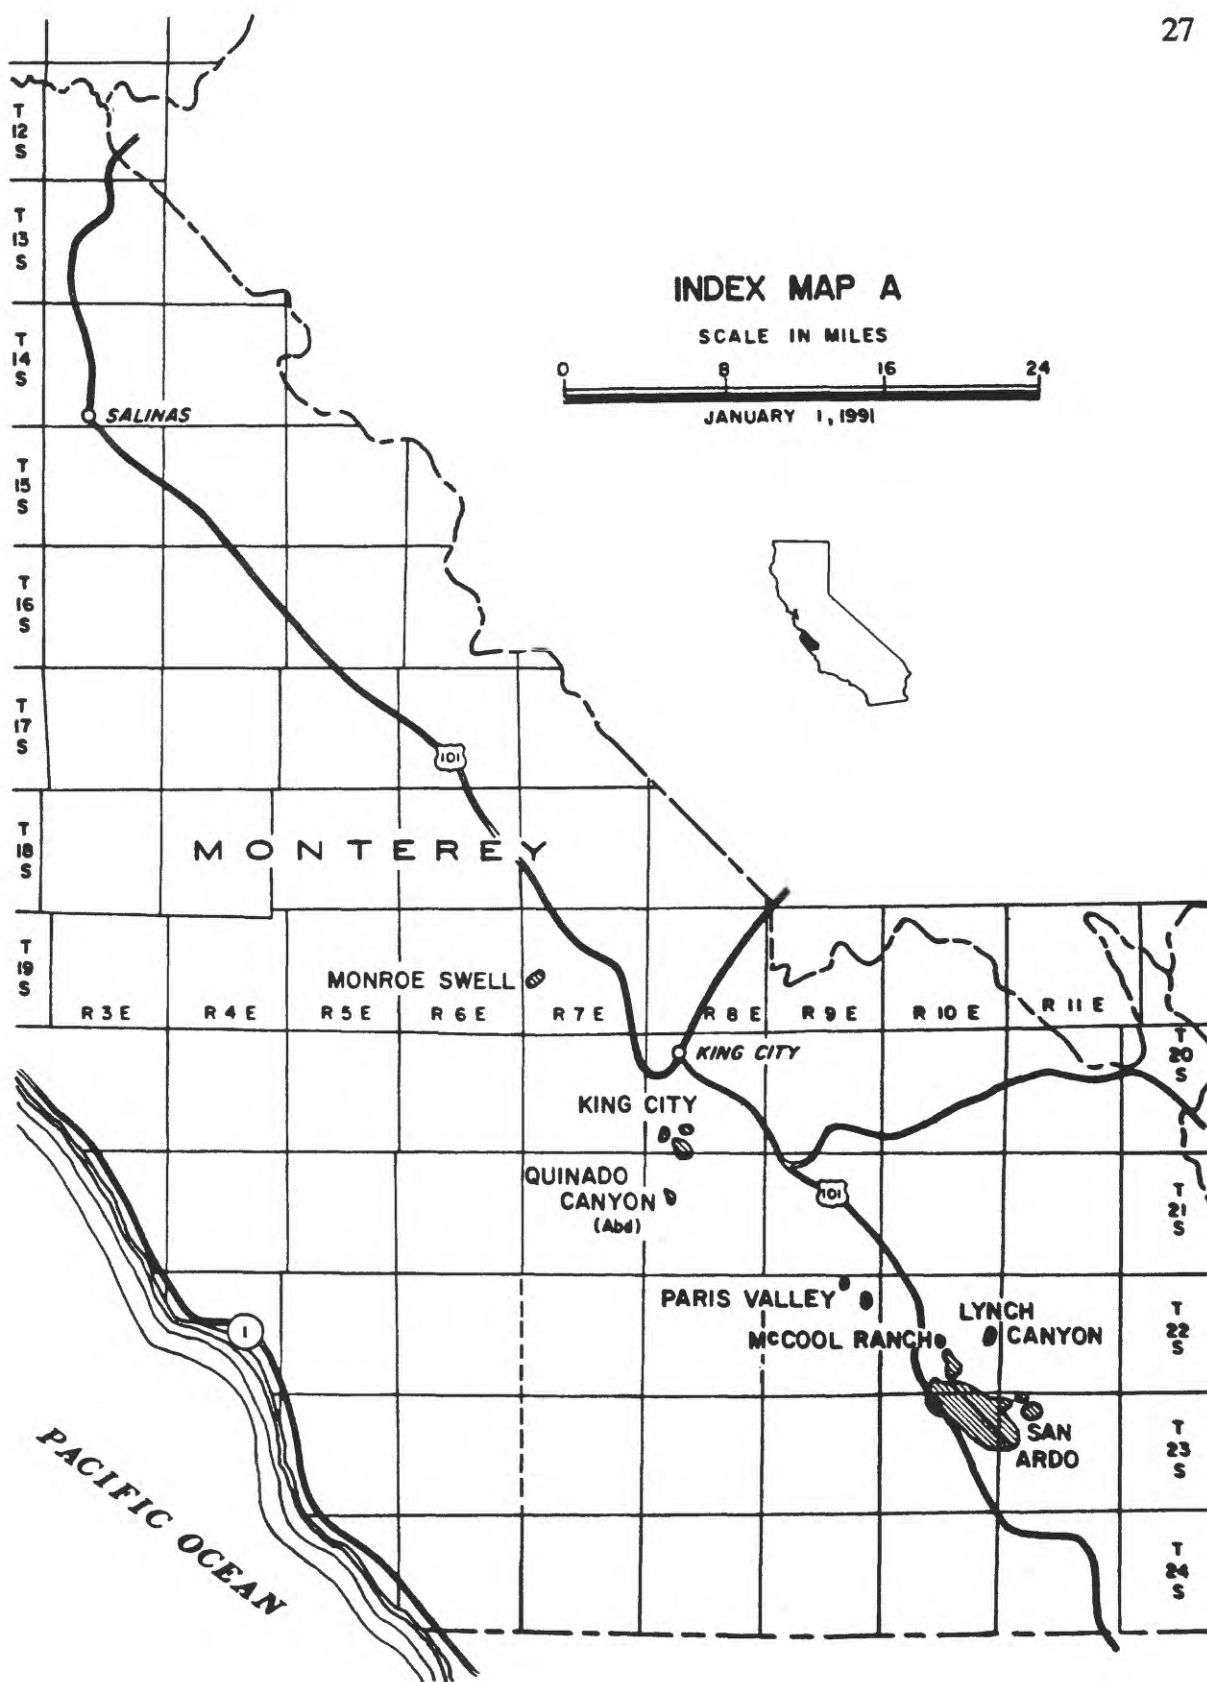 27
T
12
S
T
13
S
INDEX MAP A
SCALE IN MILES
0 8 16 24
JANUARY 1, 1991
T
14
S
SALINAS
T
15
S
T
16
S
T
17
S
101
T
18
S
MONTEREY
T
19
S
MONROE SWELL
R 3 E R 4 E R 5 E R 6 E R 7 E R 8 E R 9 E R 10 E R 11 E
T
20
S
KING CITY
KING CITY
QUINADO
CANYON
(Abd)
101
T
21
S
PARIS VALLEY
LYNCH
CANYON
McCOOL RANCH
T
22
S
1
SAN
ARDO
T
23
S
PACIFIC OCEAN
T
24
S